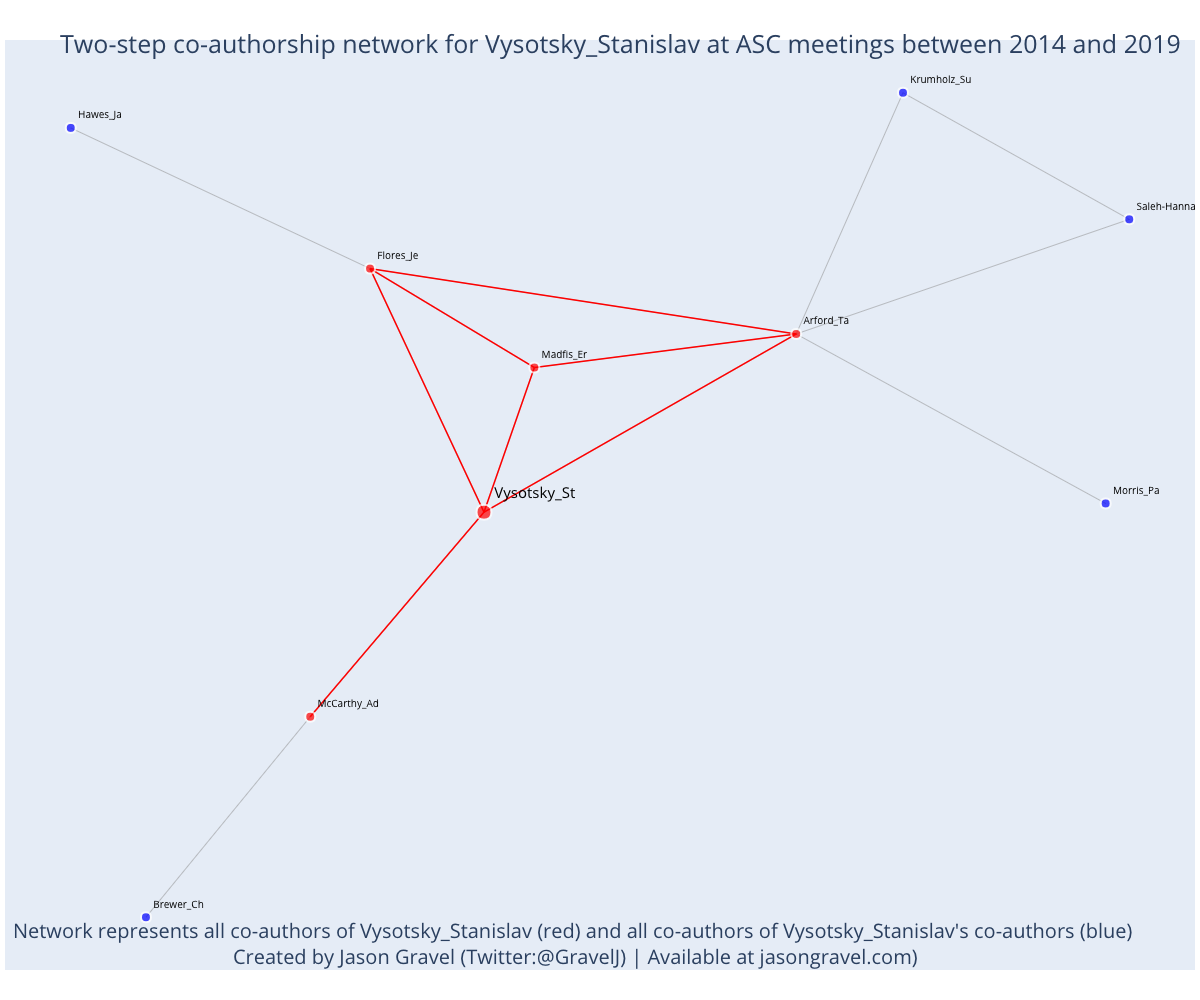 Two-step co-authorship network for Vysotsky_Stanislav at ASC meetings between 2014 and 2019
Krumholz_Su
Hawes_Ja
Saleh-Hanna
Flores_Je
Arford_Ta
Madfis_Er
Morris_Pa
Vysotsky_St
McCarthy_Ad
Brewer_Ch
Network represents all co-authors of Vysotsky_Stanislav (red) and all co-authors of Vysotsky_Stanislav's co-authors (blue)
Created by Jason Gravel (Twitter:@GravelJ) | Available at jasongravel.com)